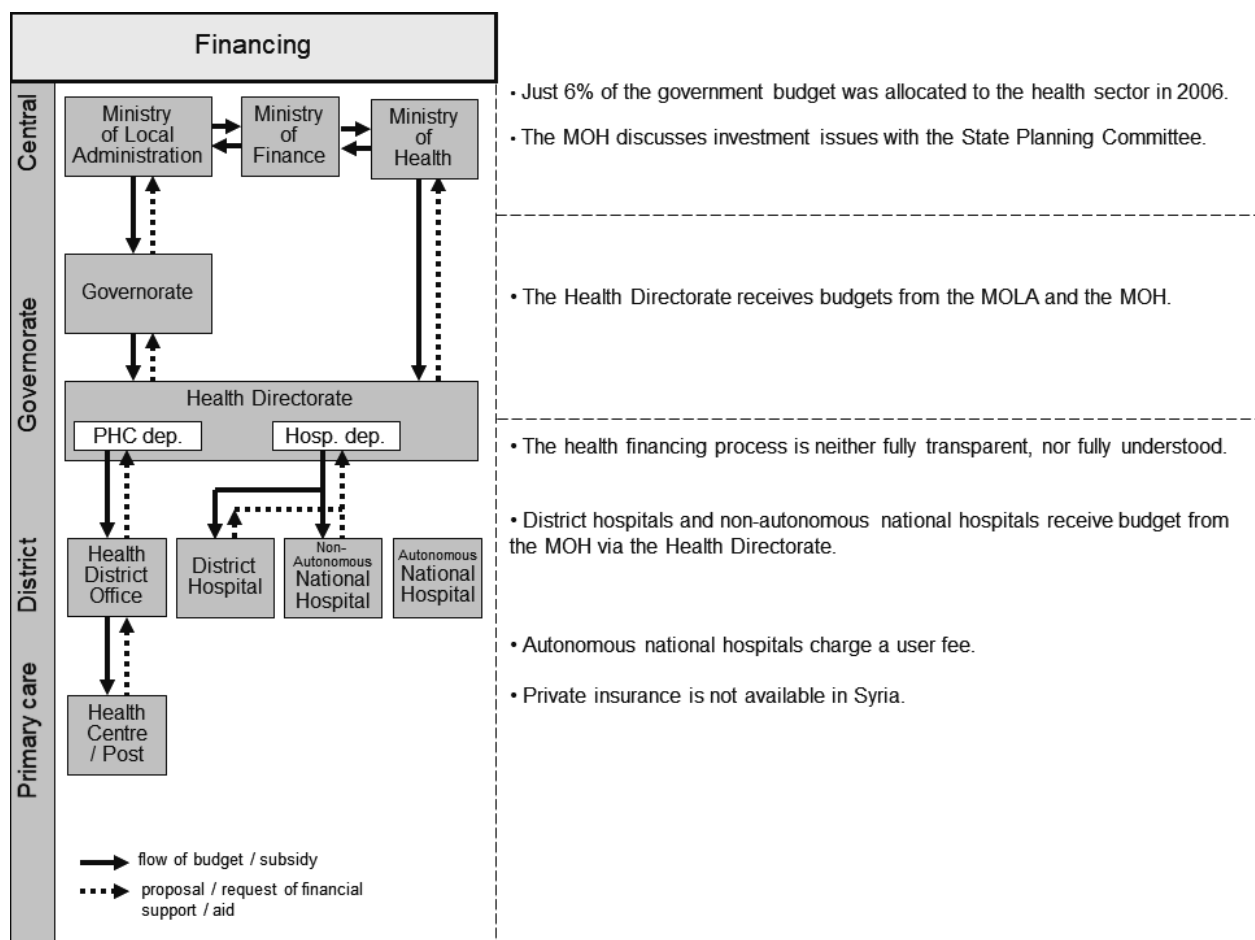 Financing
Central
Ministry
of Local
Administration
Ministry
of
Finance
Ministry
of
Health
• Just 6% of the government budget was allocated to the health sector in 2006.
• The MOH discusses investment issues with the State Planning Committee.
Governorate
Governorate
• The Health Directorate receives budgets from the MOLA and the MOH.
Health Directorate
PHC dep.
Hosp. dep.
• The health financing process is neither fully transparent, nor fully understood.
District
Health
District
Office
District
Hospital
Non-
Autonomous
National
Hospital
Autonomous
National
Hospital
• District hospitals and non-autonomous national hospitals receive budget from
the MOH via the Health Directorate.
• Autonomous national hospitals charge a user fee.
• Private insurance is not available in Syria.
Primary care
Health
Centre
/ Post
flow of budget / subsidy
proposal / request of financial
support / aid